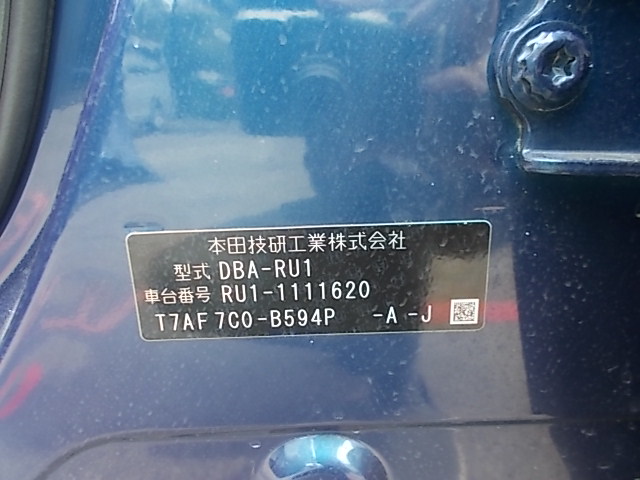 本田技研工業株式会社
型式 DBA-RU1
車台番号 RU1-1111620
T7AF 7C0-B594P -A -J